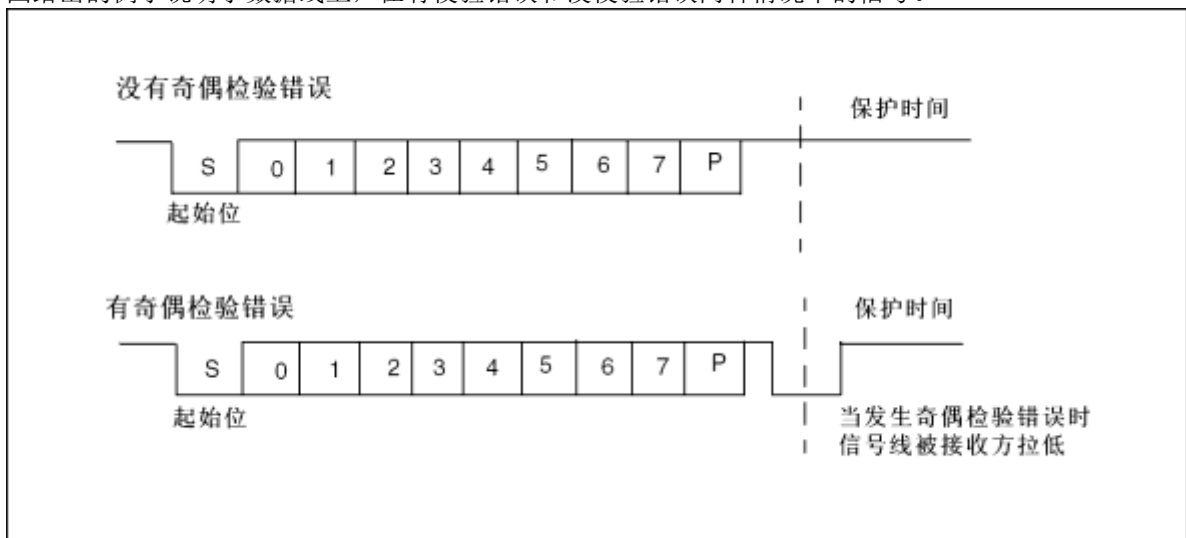 没有奇偶检验错误
保护时间
S 0 1 2 3 4 5 6 7 P
起始位
有奇偶检验错误
保护时间
S 0 1 2 3 4 5 6 7 P
起始位
当发生奇偶检验错误时
信号线被接收方拉低